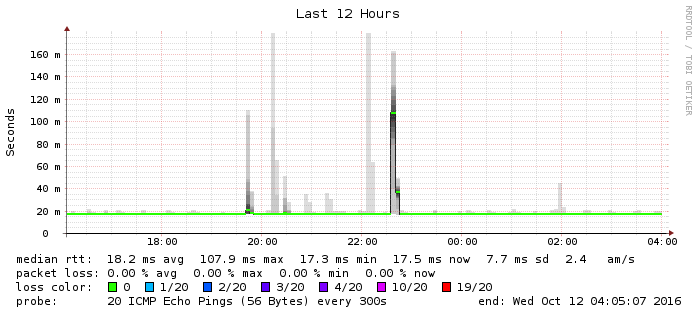 Last 12 Hours
RRDTOOL / TOBI OETIKER
Seconds
160 m
140 m
120 m
100 m
80 m
60 m
40 m
20 m
0
18:00 20:00 22:00 00:00 02:00 04:00
median rtt: 18.2 ms avg 107.9 ms max 17.3 ms min 17.5 ms now 7.7 ms sd 2.4 am/s
packet loss: 0.00 % avg 0.00 % max 0.00 % min 0.00 % now
loss color: 0 1/20 2/20 3/20 4/20 10/20 19/20
probe: 20 ICMP Echo Pings (56 Bytes) every 300s end: Wed Oct 12 04:05:07 2016